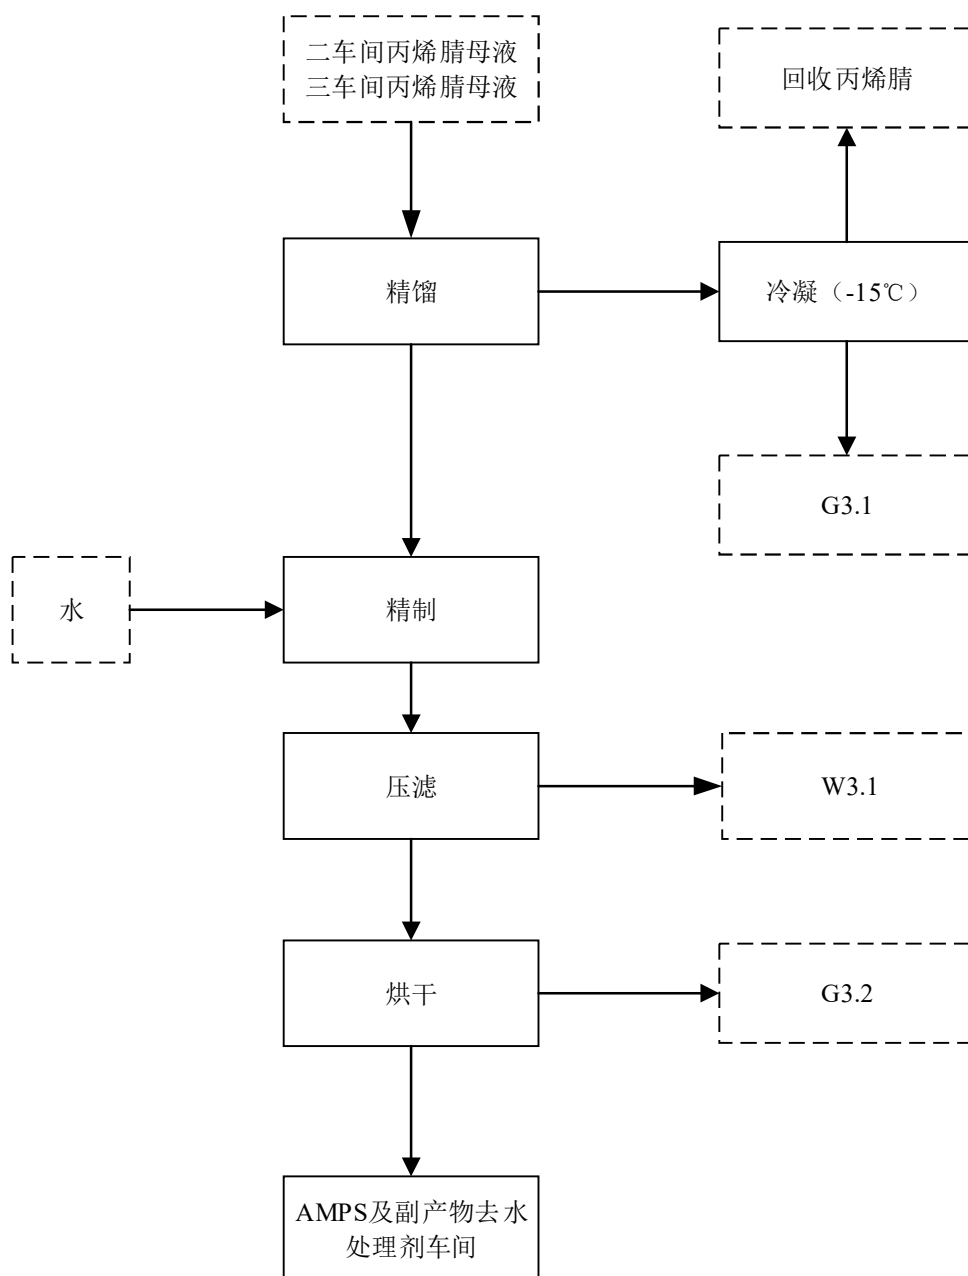 二车间丙烯腈母液
三车间丙烯腈母液
回收丙烯腈
精馏
冷凝（-15℃）
G3.1
水
精制
压滤
W3.1
烘干
G3.2
AMPS及副产物去水
处理剂车间